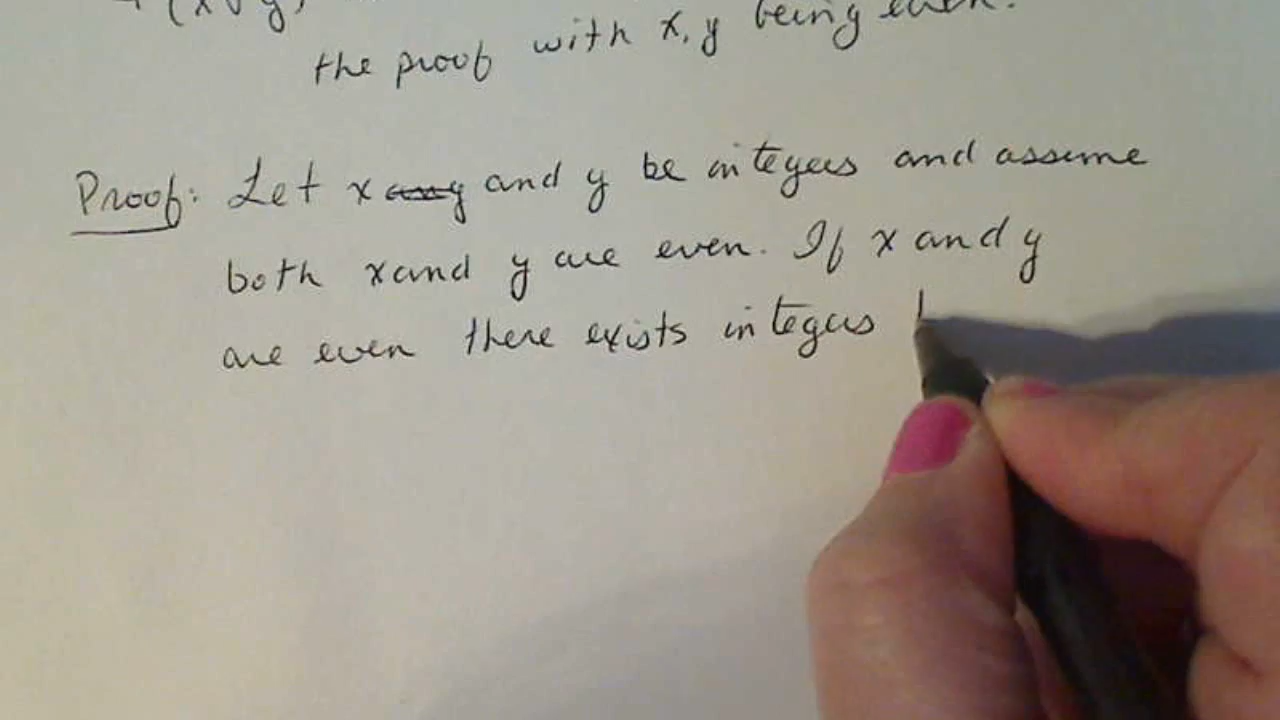 (x∨y)
the proof with x, y being even.
Proof: Let x and y be integers and assume
both x and y are even. If x and y
are even there exists integers